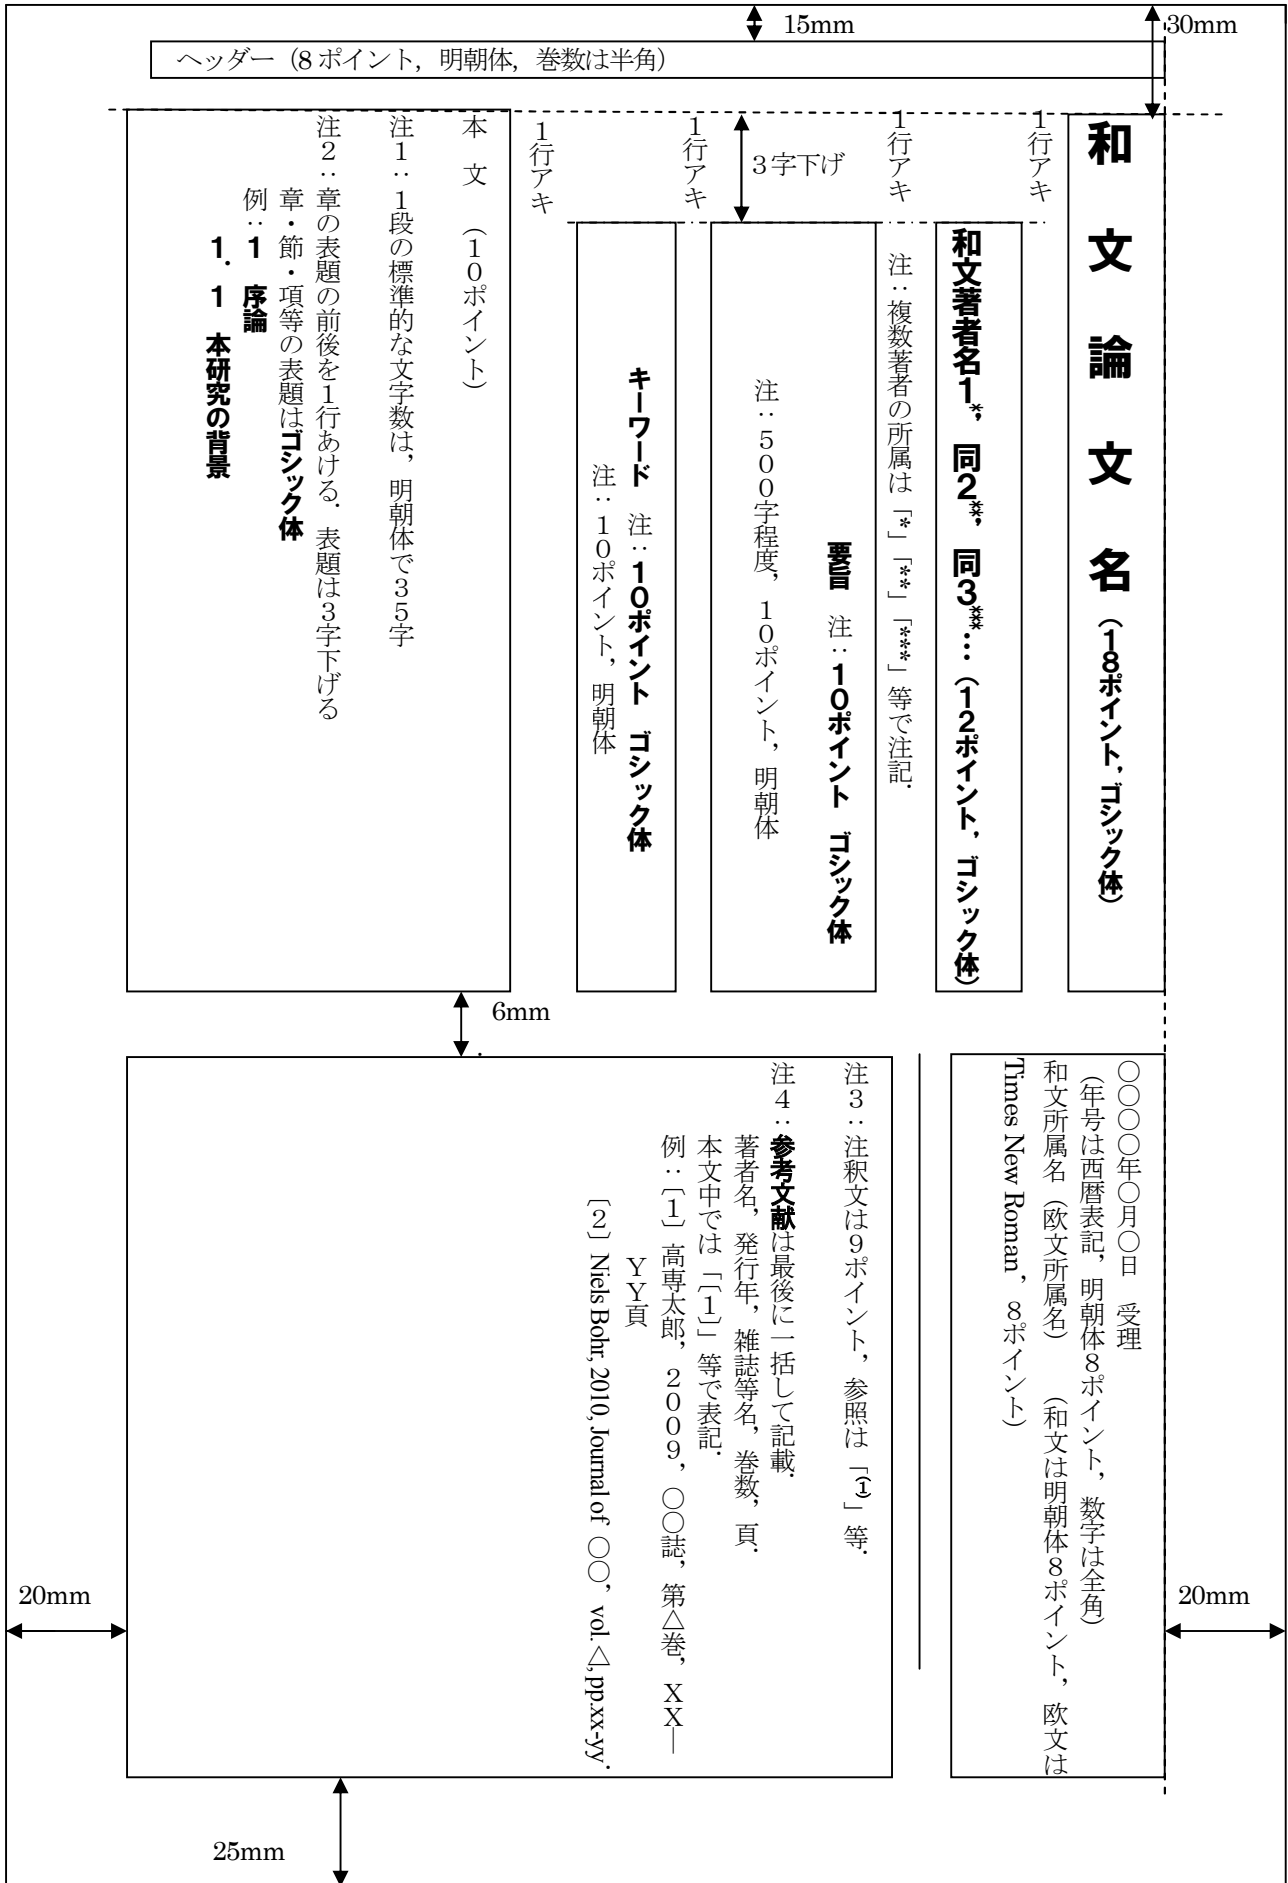 15mm
30mm
ヘッダー（8ポイント，明朝体，巻数は半角）
和文論文名（１８ポイント，ゴシック体）
１行アキ
和文著者名１*，同２**，同３***…（１２ポイント，ゴシック体）
注：複数著者の所属は「*」「**」「***」等で注記．
１行アキ
３字下げ
要旨　注：１０ポイント　ゴシック体
注：５００字程度，１０ポイント，明朝体
１行アキ
キーワード　注：１０ポイント　ゴシック体
注：１０ポイント，明朝体
１行アキ
本　文　（１０ポイント）
注１：１段の標準的な文字数は，明朝体で３５字
注２：章の表題の前後を１行あける．表題は３字下げる
章・節・項等の表題はゴシック体
例：１　序論
１．１　本研究の背景
6mm
〇〇〇〇年〇月〇日　受理
（年号は西暦表記，明朝体８ポイント，数字は全角）
和文所属名（欧文所属名）　（和文は明朝体８ポイント，欧文は
Times New Roman，８ポイント）
注３：注釈文は９ポイント，参照は「⑴」等．
注４：参考文献は最後に一括して記載．
著者名，発行年，雑誌等名，巻数，頁．
本文中では「〔１〕」等で表記．
例：〔１〕高専太郎，２００９，〇〇誌，第△巻，ＸＸ―
ＹＹ頁
〔２〕Niels Bohr, 2010, Journal of 〇〇, vol.△,pp.xx-yy.
20mm
20mm
25mm